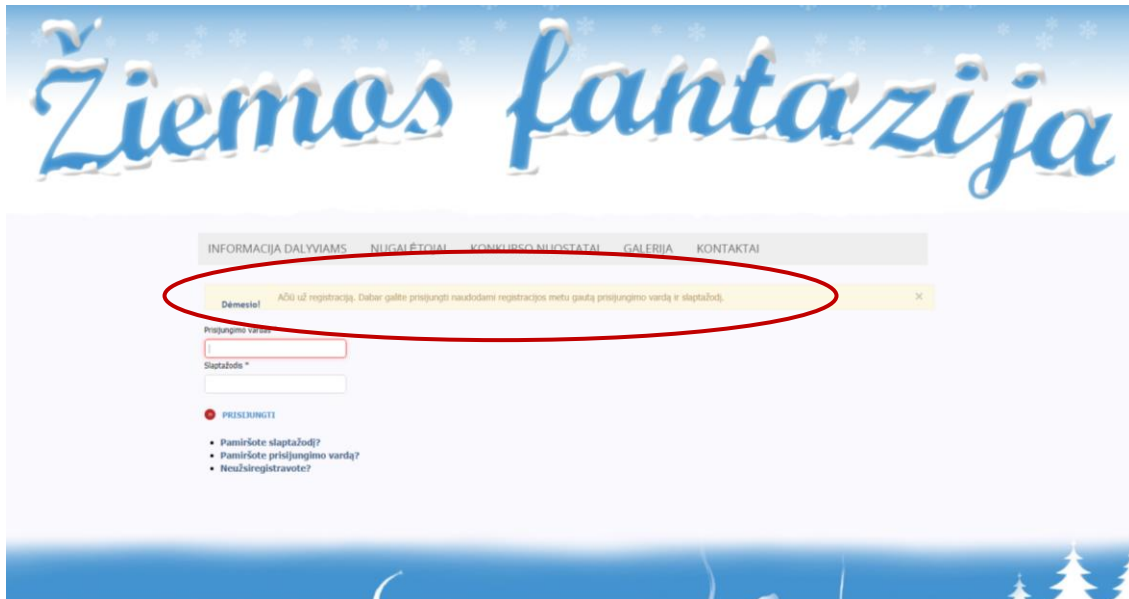 Žiemos fantazija
INFORMACIJA DALYVIAMS NUGALĖTOJAI KONKURSO NUOSTATAI GALERIJA KONTAKTAI
Dėmesio! Ačiū už registraciją. Dabar galite prisijungti naudodami registracijos metu gautą prisijungimo vardą ir slaptažodį. ×
Prisijungimo vardas
Slaptažodis *
PRISIJUNGTI
• Pamiršote slaptažodį?
• Pamiršote prisijungimo vardą?
• Neužsiregistravote?